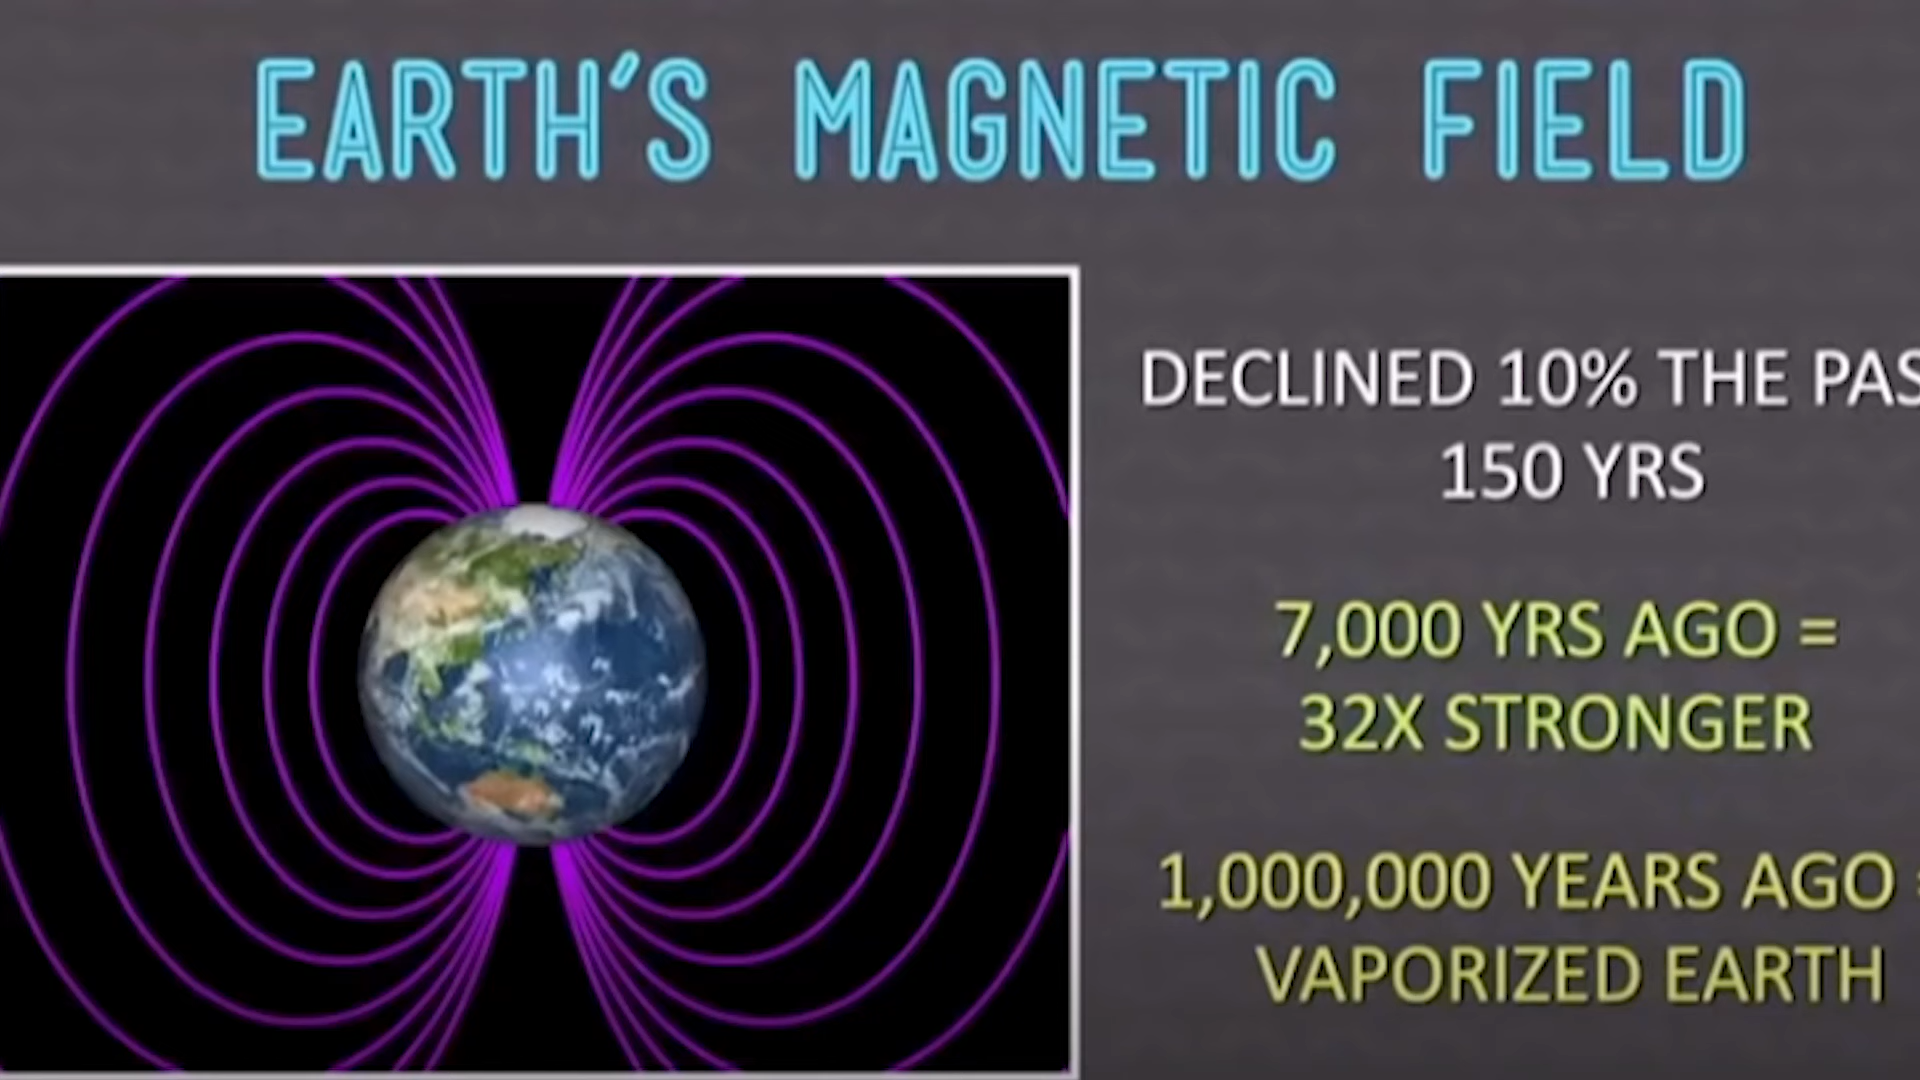 EARTH'S MAGNETIC FIELD
DECLINED 10% THE
150 YRS
7,000 YRS AGO =
32X STRONGER
1,000,000 YEARS AGO
VAPORIZED EARTH